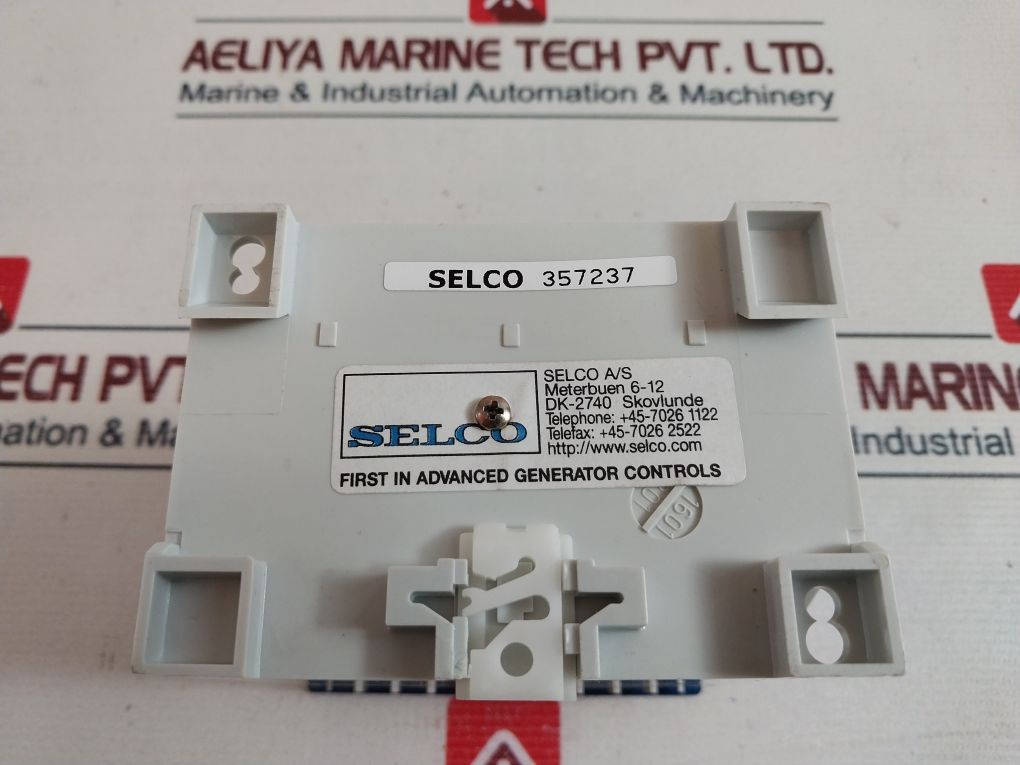 AELIYA MARINE TECH PVT. LTD.
Marine & Industrial Automation & Machinery
SELCO 357237
SELCO
SELCO A/S
Meterbuen 6-12
DK-2740 Skovlunde
Telephone: +45-7026 1122
Telefax: +45-7026 2522
http://www.selco.com
FIRST IN ADVANCED GENERATOR CONTROLS
ECH PVT
mation &
MARIN
Industrial
1601